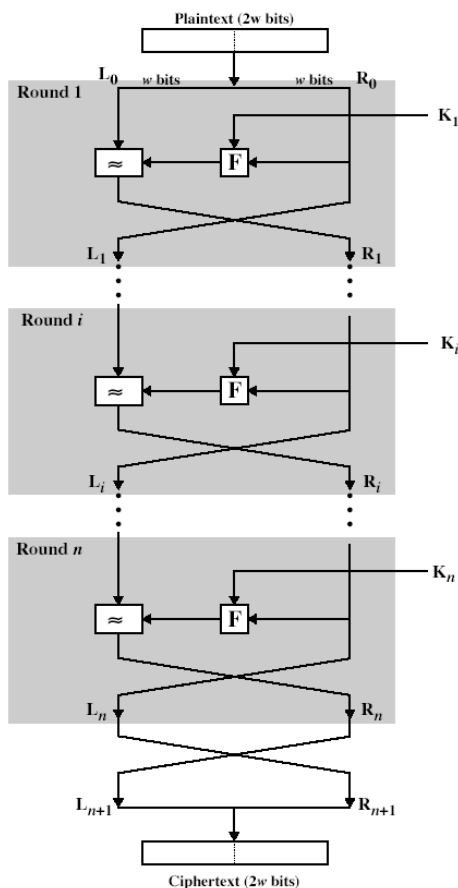 Plaintext (2w bits)
L0 w bits w bits R0
Round 1
K1
≈ F
L1 R1
Round i
Ki
≈ F
Li Ri
Round n
Kn
≈ F
Ln Rn
Ln+1 Rn+1
Ciphertext (2w bits)